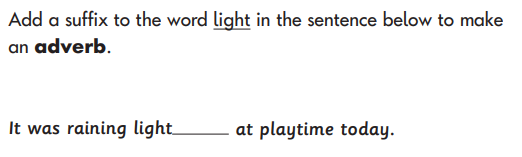 Add a suffix to the word light in the sentence below to make
an adverb.
It was raining light______ at playtime today.